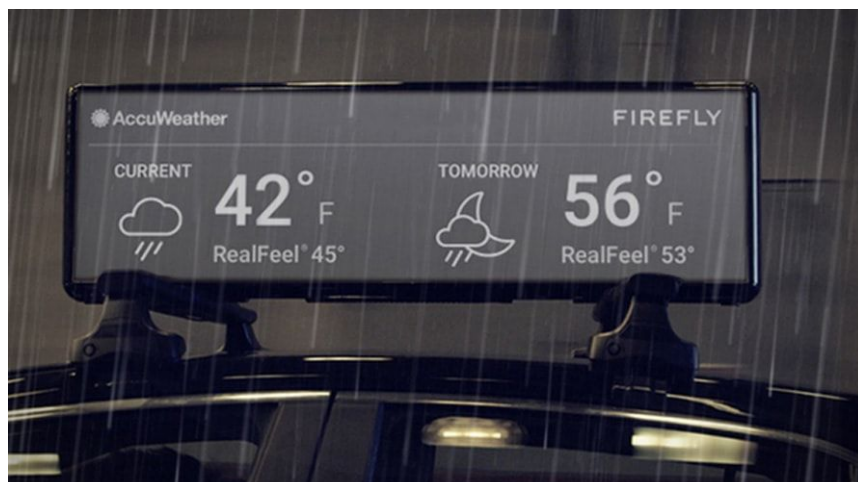 AccuWeather
FIREFLY
CURRENT
42° F
RealFeel® 45°
TOMORROW
56° F
RealFeel® 53°